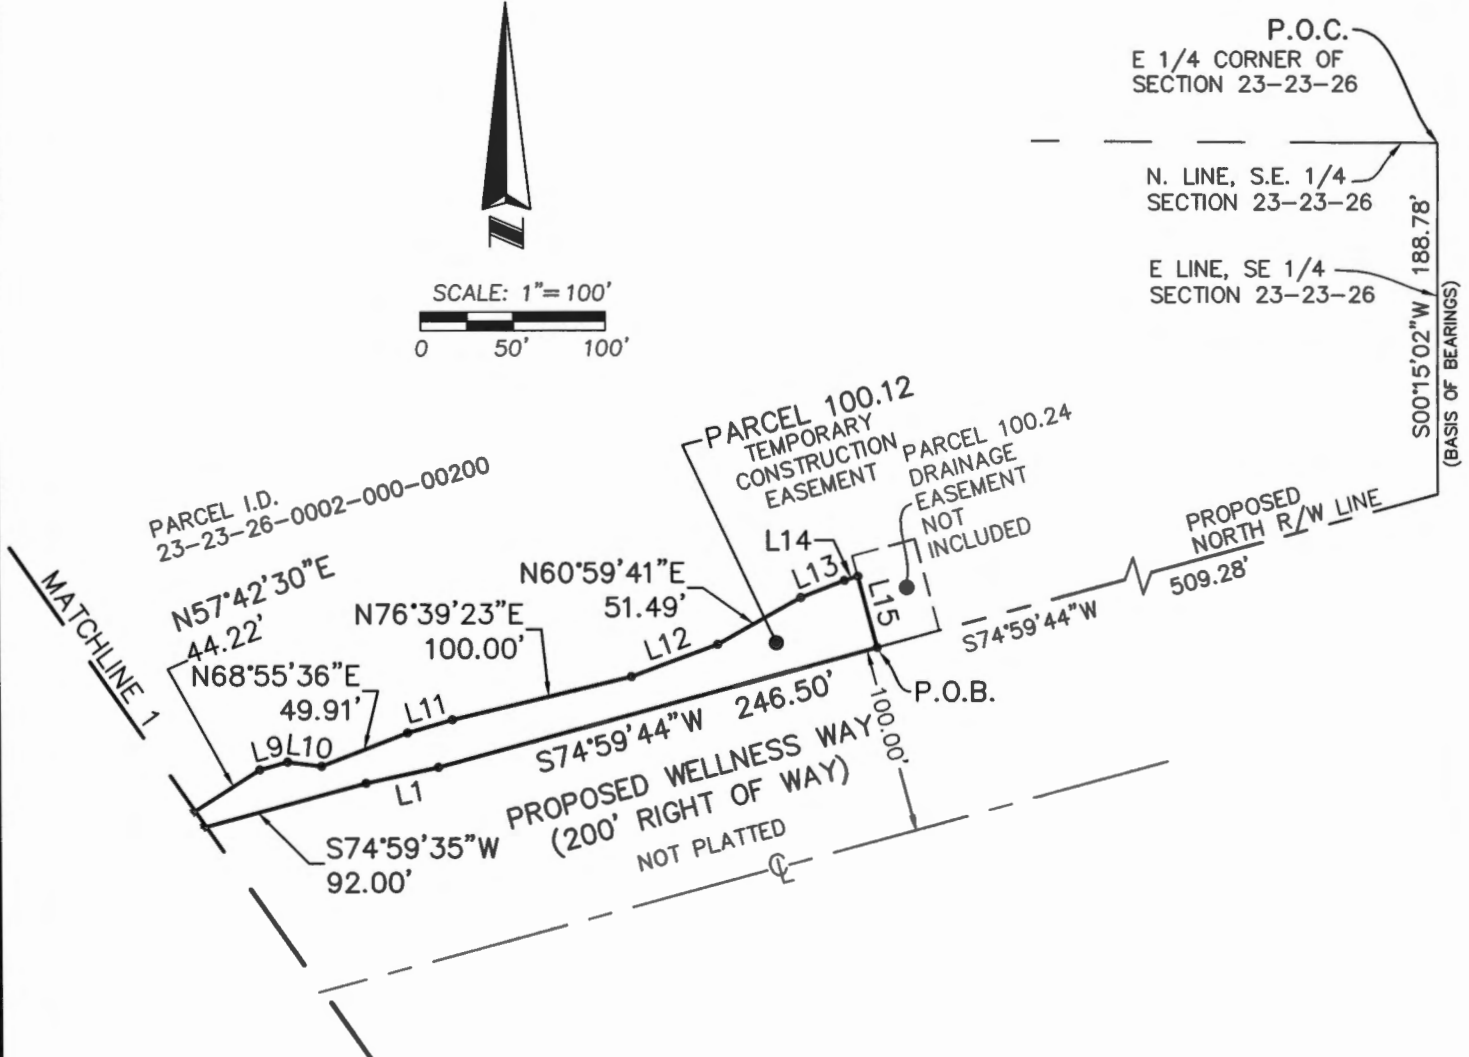 P.O.C.
E 1/4 CORNER OF
SECTION 23-23-26
N. LINE, S.E. 1/4
SECTION 23-23-26
E LINE, SE 1/4
SECTION 23-23-26
S00°15'02"W 188.78'
(BASIS OF BEARINGS)
N
SCALE: 1"=100'
0 50' 100'
PARCEL 100.12
TEMPORARY
CONSTRUCTION
EASEMENT
PARCEL 100.24
DRAINAGE
EASEMENT
NOT
INCLUDED
PROPOSED
NORTH R/W LINE
509.28'
S74°59'44"W
PARCEL I.D.
23-23-26-0002-000-00200
MATCHLINE 1
N57°42'30"E
44.22'
N68°55'36"E
49.91'
N76°39'23"E
100.00'
N60°59'41"E
51.49'
L9
L10
L11
L12
L13
L14
L15
L1
P.O.B.
100.00'
S74°59'44"W 246.50'
S74°59'35"W
92.00'
PROPOSED WELLNESS WAY
(200' RIGHT OF WAY)
NOT PLATTED
℄